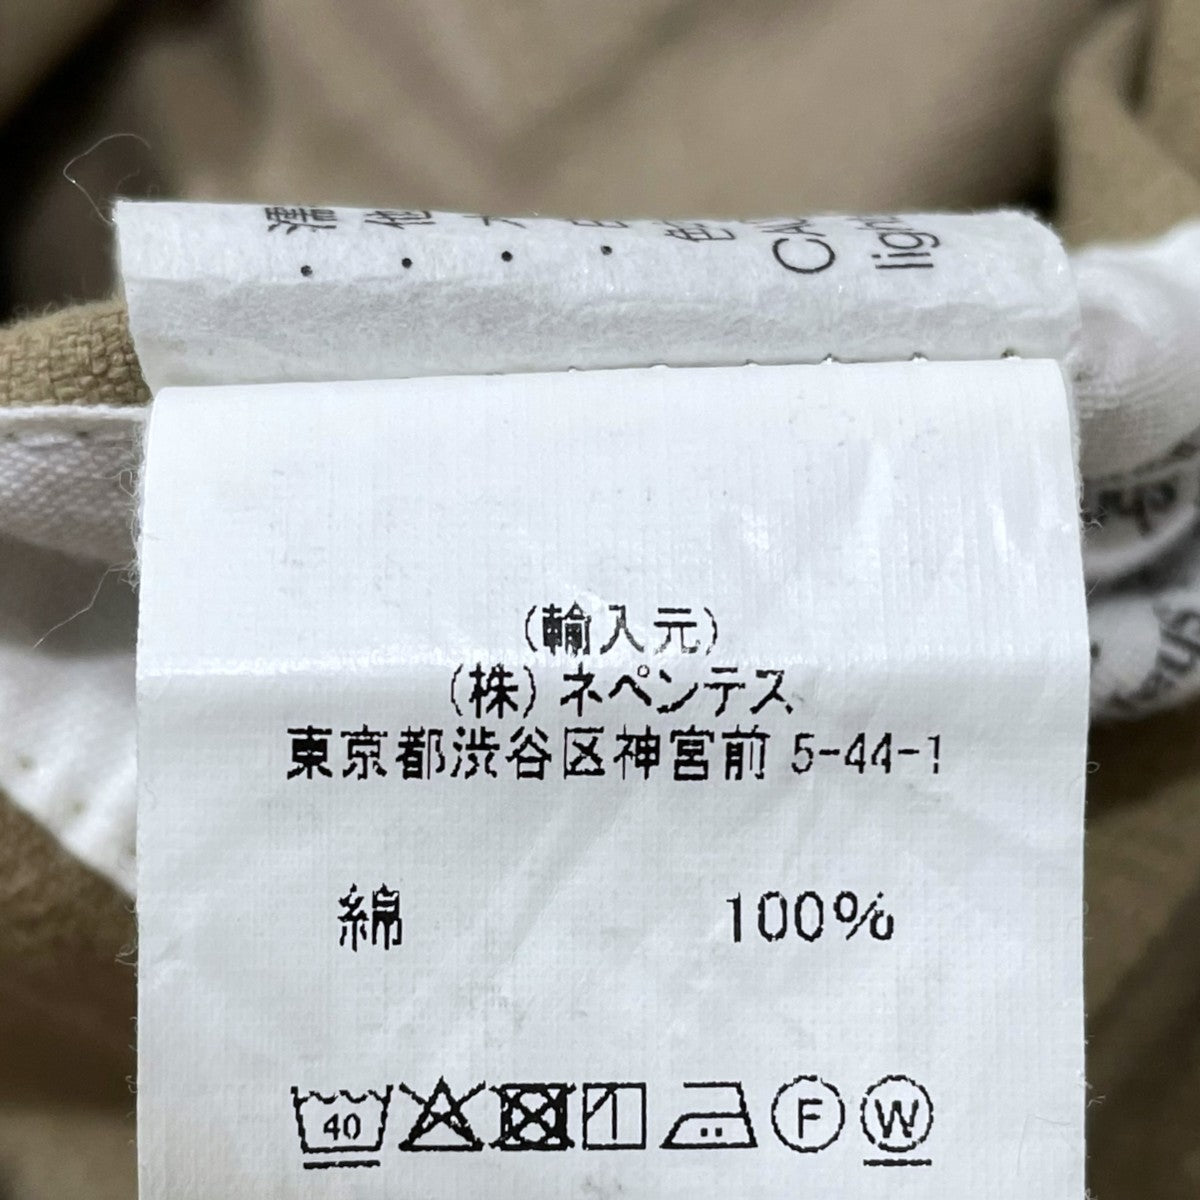 (輸入元)
(株)ネペンテス
東京都渋谷区神宮前 5-44-1
綿 100%
40
F
W